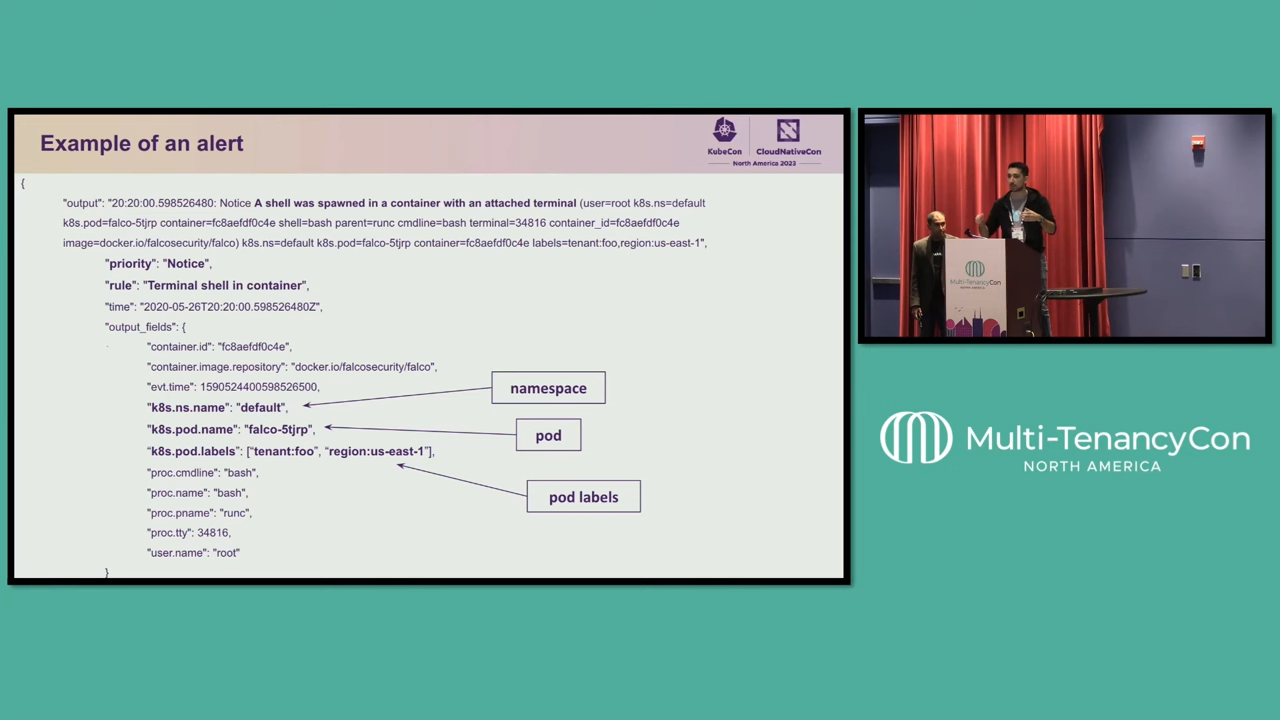 Example of an alert
KubeCon
CloudNativeCon
North America 2023
{
"output": "20:20:00.598526480: Notice A shell was spawned in a container with an attached terminal (user=root k8s.ns=default
k8s.pod=falco-5tjrp container=fc8aefdf0c4e shell=bash parent=runc cmdline=bash terminal=34816 container_id=fc8aefdf0c4e
image=docker.io/falcosecurity/falco) k8s.ns=default k8s.pod=falco-5tjrp container=fc8aefdf0c4e labels=tenant:foo,region:us-east-1",
"priority": "Notice",
"rule": "Terminal shell in container",
"time": "2020-05-26T20:20:00.598526480Z",
"output_fields": {
"container.id": "fc8aefdf0c4e",
"container.image.repository": "docker.io/falcosecurity/falco",
"evt.time": 1590524400598526500,
"k8s.ns.name": "default",
"k8s.pod.name": "falco-5tjrp",
“k8s.pod.labels”: [“tenant:foo”, “region:us-east-1”],
"proc.cmdline": "bash",
"proc.name": "bash",
"proc.pname": "runc",
"proc.tty": 34816,
"user.name": "root"
}
namespace
pod
pod labels
Multi-TenancyCon
NORTH AMERICA
Multi-TenancyCon
NORTH AMERICA